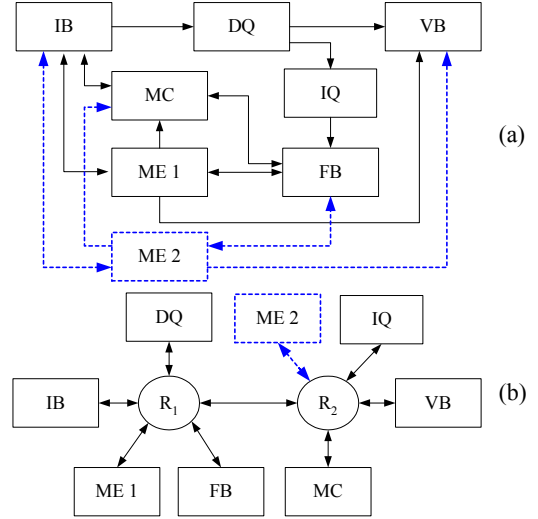 IB DQ VB
MC IQ
(a)
ME 1 FB
ME 2
DQ ME 2 IQ
IB R1 R2 VB (b)
ME 1 FB MC